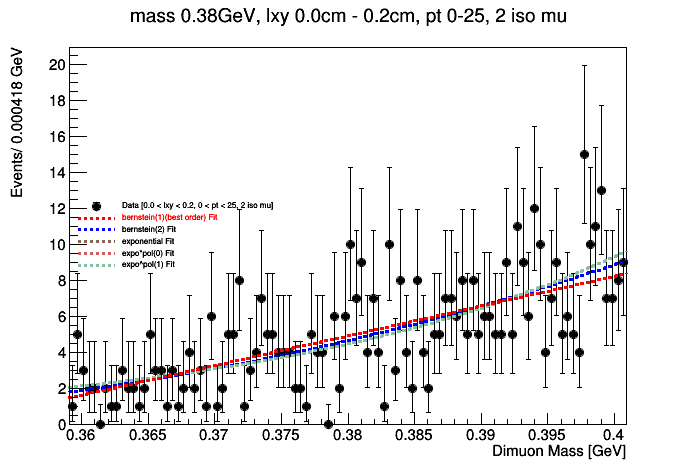 mass 0.38GeV, lxy 0.0cm - 0.2cm, pt 0-25, 2 iso mu
Events/ 0.000418 GeV
20
18
16
14
12
10
8
6
4
2
0
Data [0.0 < lxy < 0.2, 0 < pt < 25, 2 iso mu]
bernstein(1)(best order) Fit
bernstein(2) Fit
exponential Fit
expo*pol(0) Fit
expo*pol(1) Fit
0.36 0.365 0.37 0.375 0.38 0.385 0.39 0.395 0.4
Dimuon Mass [GeV]